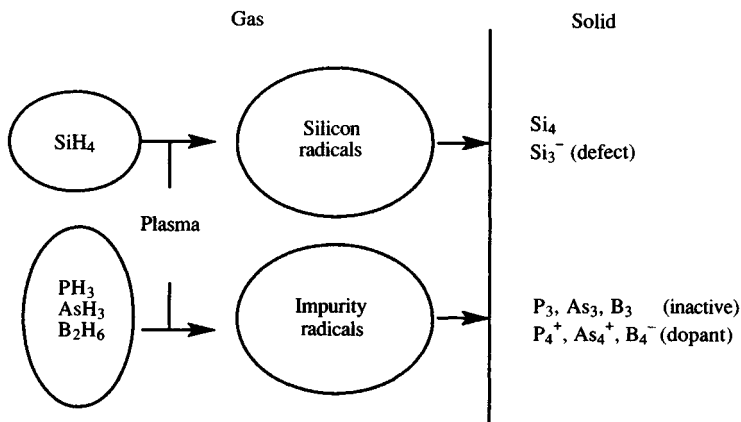 Gas
Solid
SiH₄
Silicon
radicals
Si₄
Si₃⁻ (defect)
Plasma
PH₃
AsH₃
B₂H₆
Impurity
radicals
P₃, As₃, B₃ (inactive)
P₄⁺, As₄⁺, B₄⁻ (dopant)